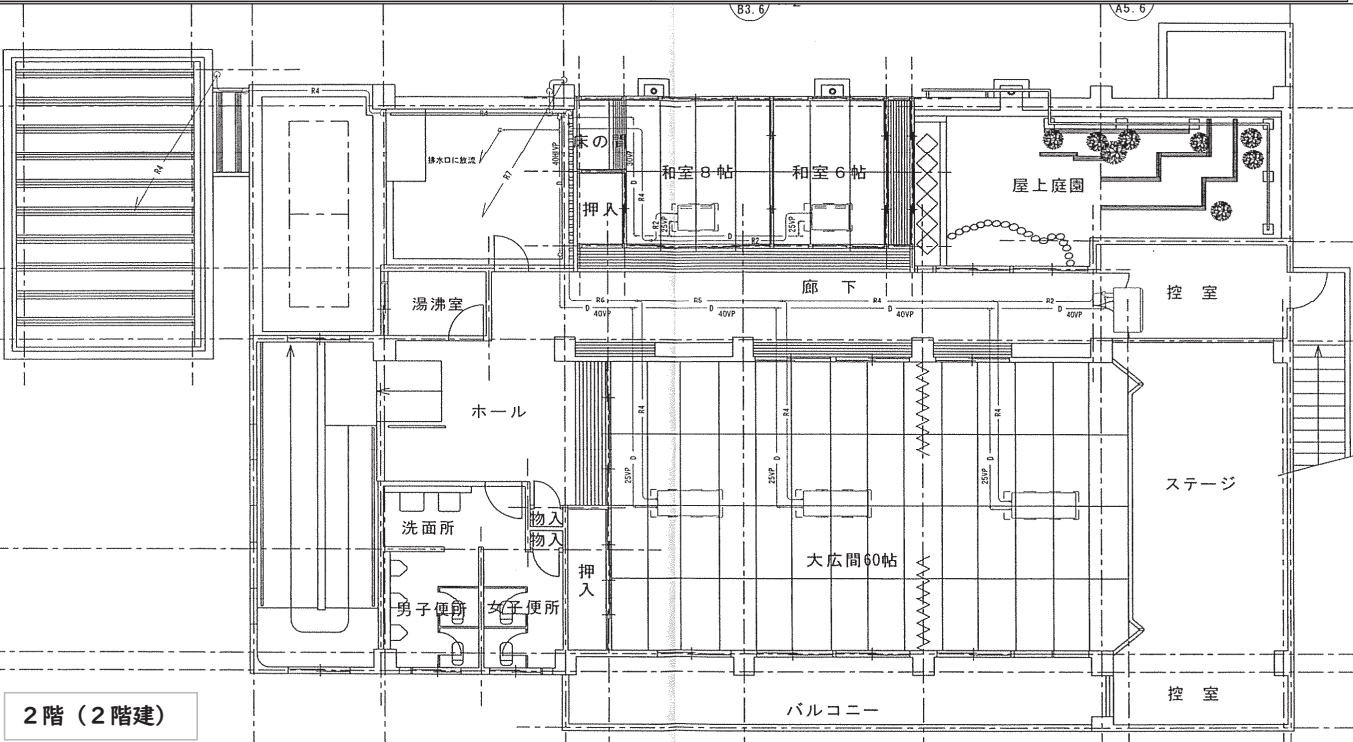 B3.6
A5.6
R4
R4
R4
排水口に放流
R7
40HVP
床の間
30VP
D
R4
和室8帖
和室6帖
押入
R2
25VP
D
R2
25VP
屋上庭園
湯沸室
廊 下
控 室
R6
D
40VP
R5
D
40VP
R4
D
40VP
R2
D
40VP
ホール
R4
D
25VP
R4
D
25VP
R4
D
25VP
ステージ
洗面所
物入
物入
大広間60帖
押入
男子便所
女子便所
控 室
バルコニー
2階(2階建)